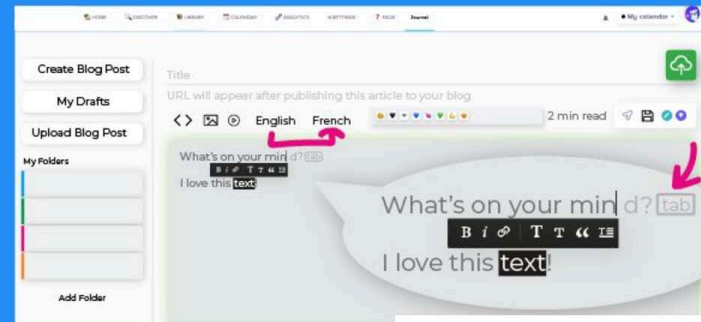 HOME DISCOVER LIBRARY CALENDAR ANALYTICS SETTINGS ? FAQS Journal My calendar
Create Blog Post
My Drafts
Upload Blog Post
My Folders
Add Folder
Title
URL will appear after publishing this article to your blog
English French 2 min read
What's on your min d? tab
B i T T “ I
I love this text!
What's on your min d? tab
B i T T “ I
I love this text!